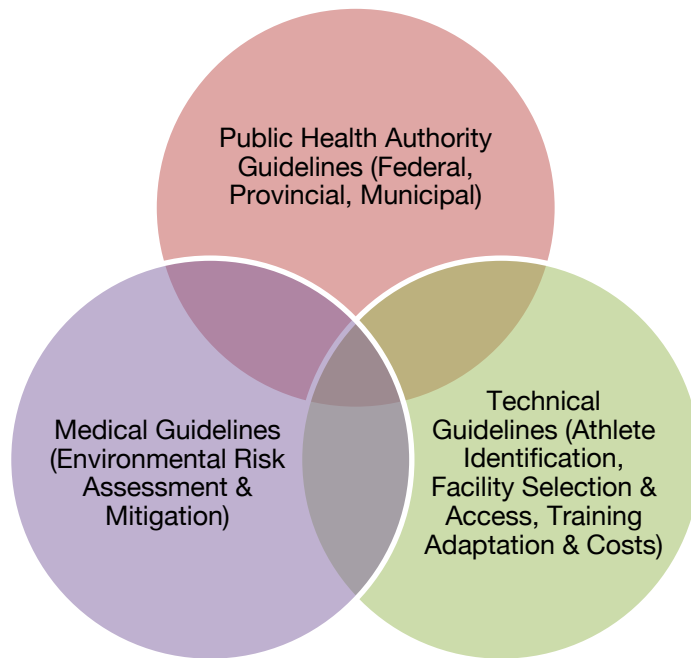 Public Health Authority
Guidelines (Federal,
Provincial, Municipal)
Medical Guidelines
(Environmental Risk
Assessment &
Mitigation)
Technical
Guidelines (Athlete
Identification,
Facility Selection &
Access, Training
Adaptation & Costs)